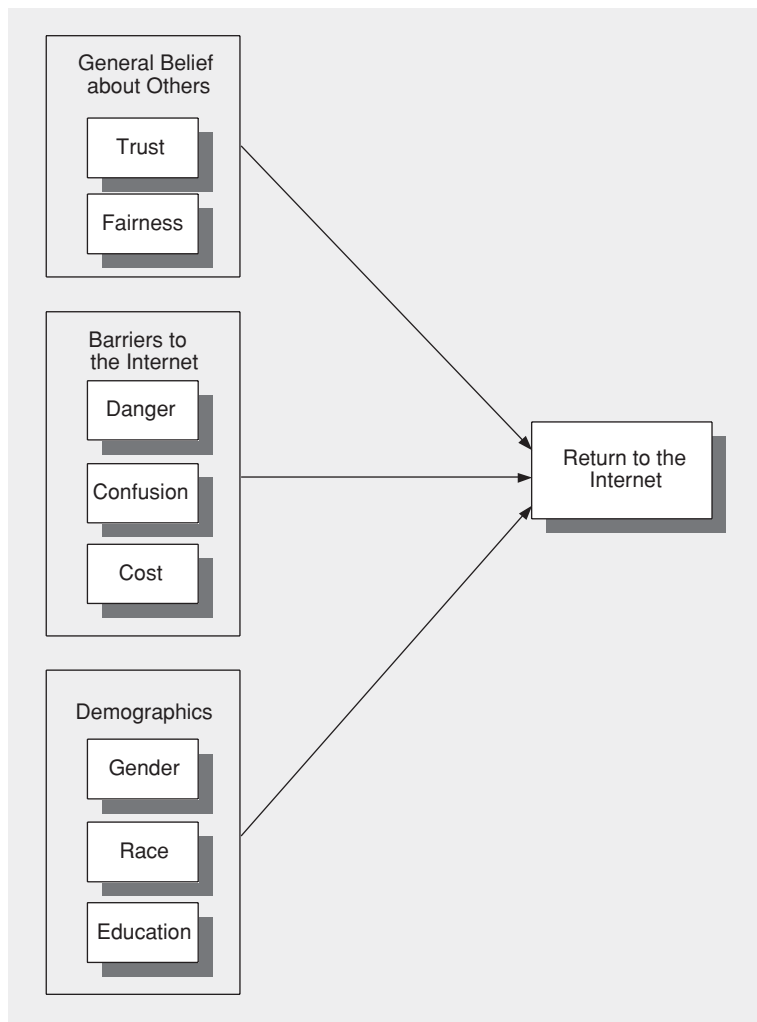 General Belief
about Others
Trust
Fairness
Barriers to
the Internet
Danger
Confusion
Cost
Return to the
Internet
Demographics
Gender
Race
Education